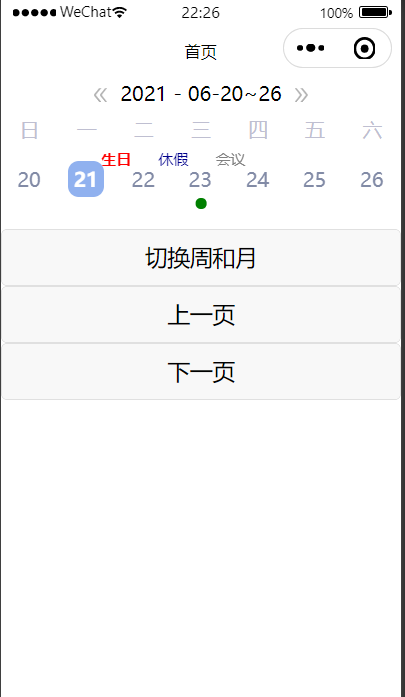 WeChat 22:26 100%
首页
« 2021 - 06-20~26 »
日 一 二 三 四 五 六
生日 休假 会议
20 21 22 23 24 25 26
切换周和月
上一页
下一页